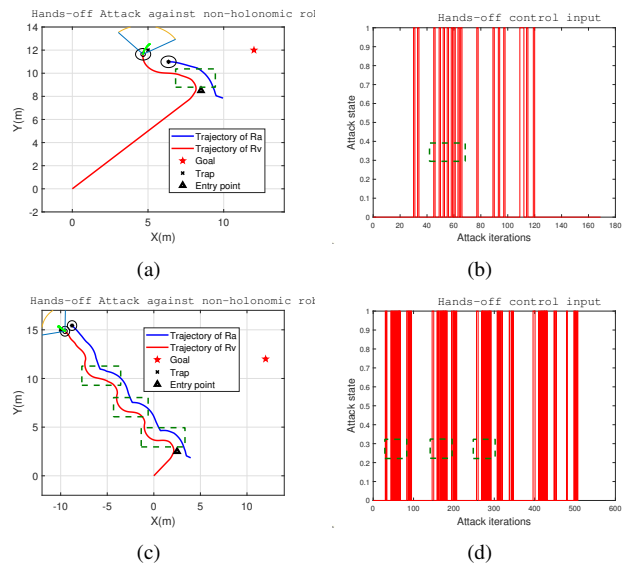 Hands-off Attack against non-holonomic rol
14
12
10
8
6
4
2
0
-2
0
5
10
Y(m)
X(m)
Trajectory of Ra
Trajectory of Rv
Goal
Trap
Entry point
(a)
Hands-off control input
1
0.9
0.8
0.7
0.6
0.5
0.4
0.3
0.2
0.1
0
0
20
40
60
80
100
120
140
160
180
Attack state
Attack iterations
(b)
Hands-off Attack against non-holonomic rol
15
10
5
0
-10
-5
0
5
10
Y(m)
X(m)
Trajectory of Ra
Trajectory of Rv
Goal
Trap
Entry point
(c)
Hands-off control input
1
0.9
0.8
0.7
0.6
0.5
0.4
0.3
0.2
0.1
0
0
100
200
300
400
500
600
Attack state
Attack iterations
(d)